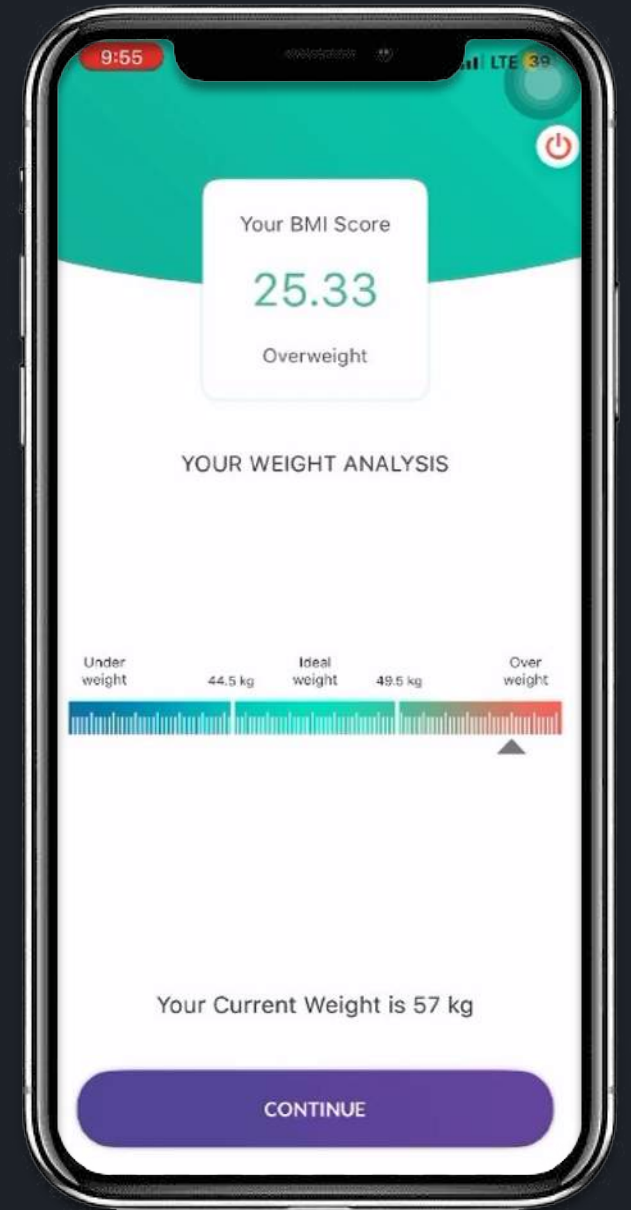 9:55
LTE 39
Your BMI Score
25.33
Overweight
YOUR WEIGHT ANALYSIS
Under
weight
44.5 kg
Ideal
weight
49.5 kg
Over
weight
Your Current Weight is 57 kg
CONTINUE